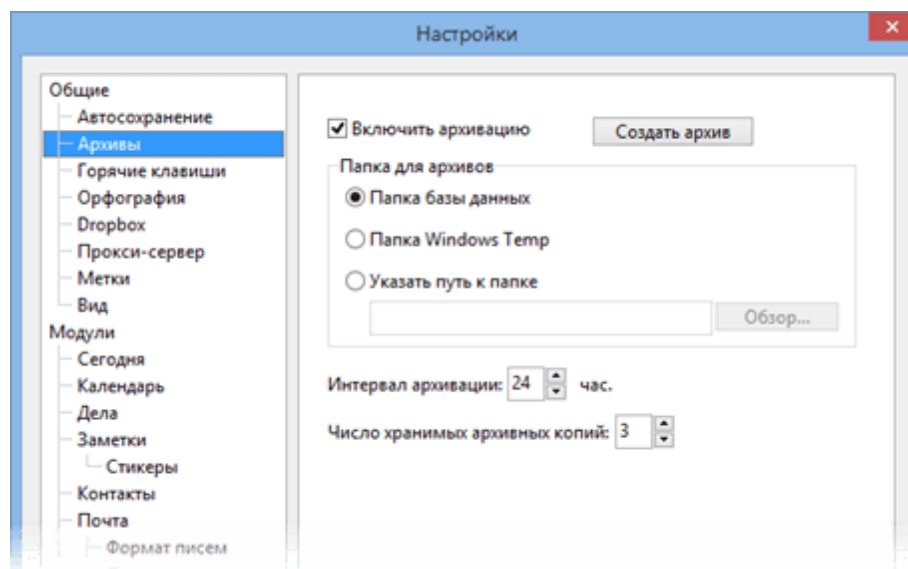 Настройки
Общие
Автосохранение
Архивы
Горячие клавиши
Орфография
Dropbox
Прокси-сервер
Метки
Вид
Модули
Сегодня
Календарь
Дела
Заметки
Стикеры
Контакты
Почта
Формат писем
Включить архивацию
Создать архив
Папка для архивов
Папка базы данных
Папка Windows Temp
Указать путь к папке
Обзор...
Интервал архивации: 24 час.
Число хранимых архивных копий: 3